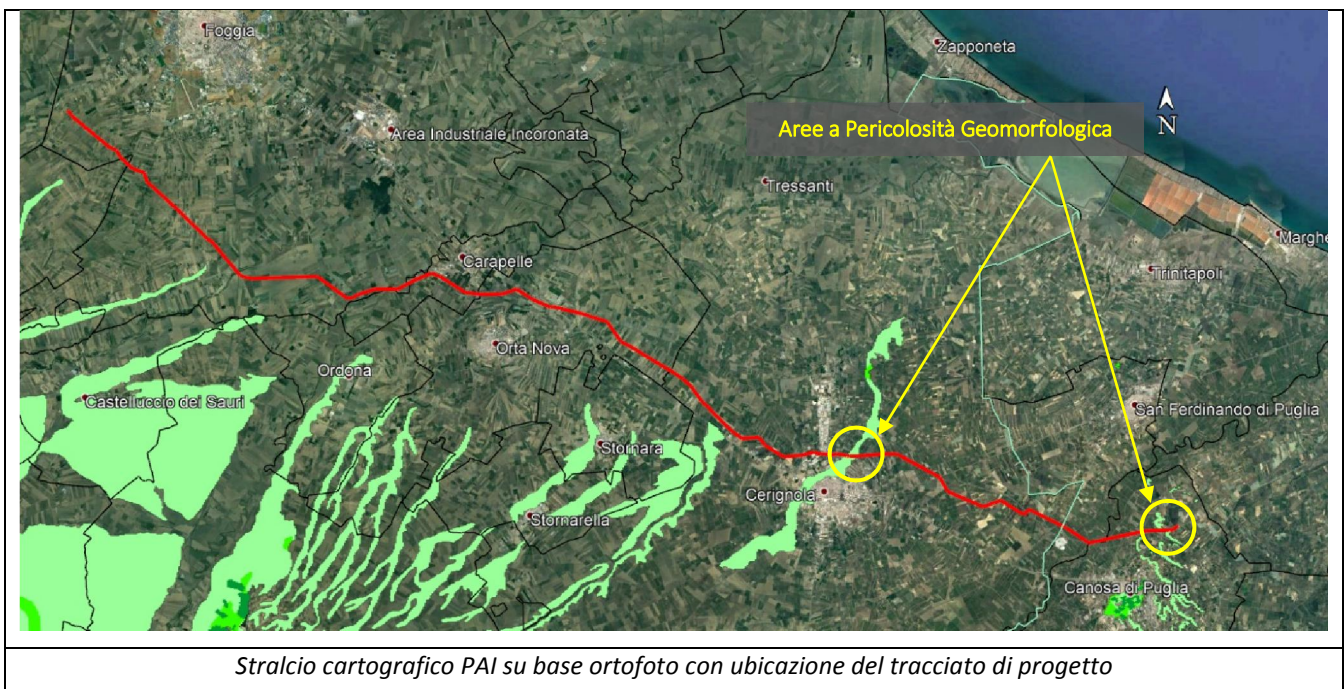 Foggia
Zapponeta
Area Industriale Incoronata
Aree a Pericolosità Geomorfologica
N
Tressanti
Marghe
Carapelle
Trinitapoli
Orta Nova
Ordona
Castelluccio dei Sauri
San Ferdinando di Puglia
Stornara
Cerignola
Stornarella
Canosa di Puglia
Stralcio cartografico PAI su base ortofoto con ubicazione del tracciato di progetto